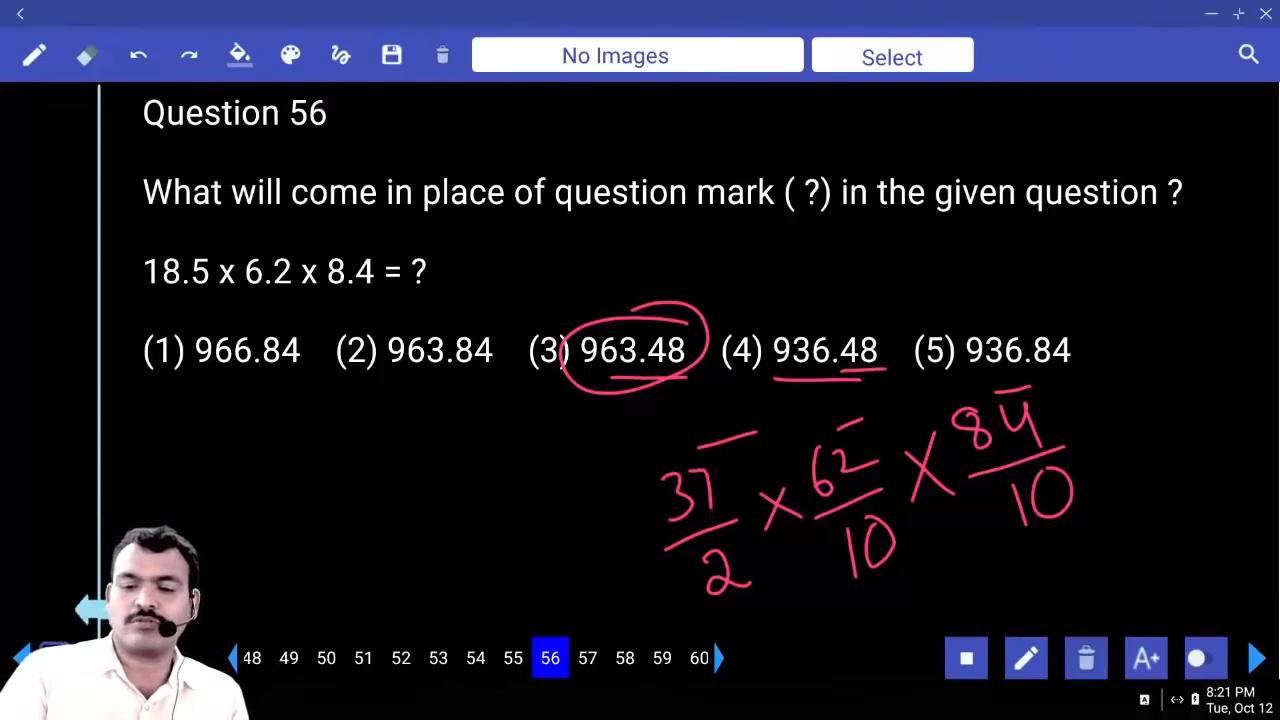 No Images Select
Question 56
What will come in place of question mark ( ?) in the given question ?
18.5 x 6.2 x 8.4 = ?
(1) 966.84 (2) 963.84 (3) 963.48 (4) 936.48 (5) 936.84
37/2 × 62/10 × 84/10
48 49 50 51 52 53 54 55 56 57 58 59 60
A+
8:21 PM
Tue, Oct 12